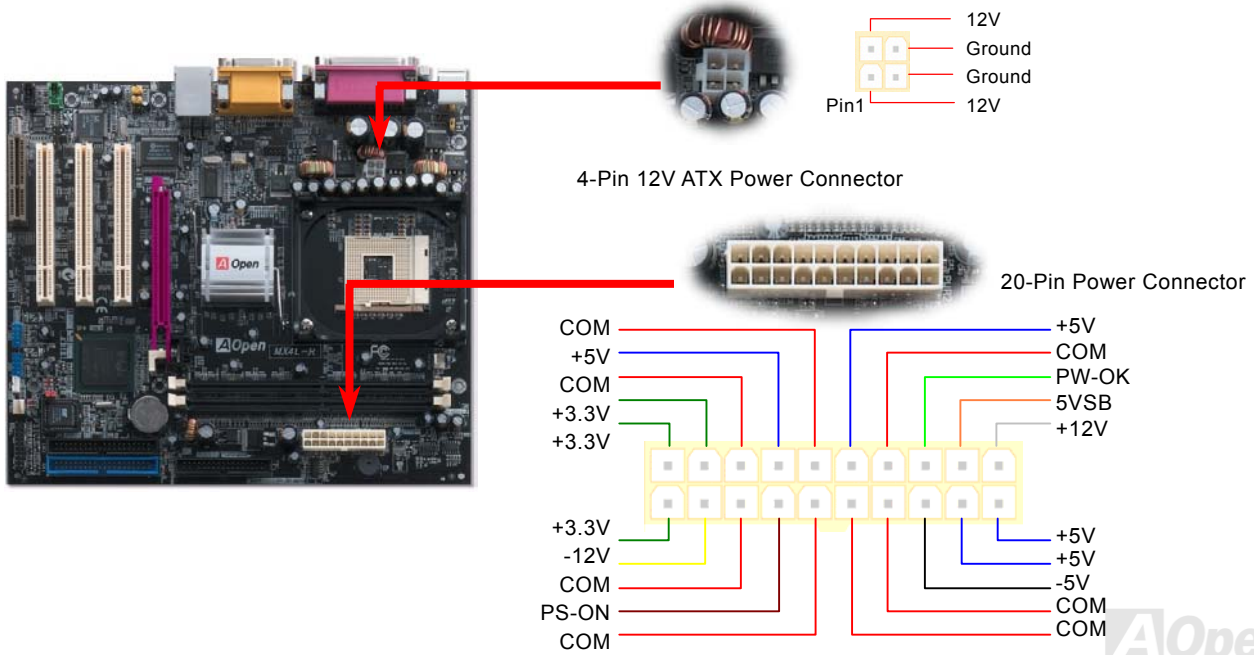 12V
Ground
Ground
Pin1
12V
4-Pin 12V ATX Power Connector
20-Pin Power Connector
AOpen
AOpen
MX4L-H
FC
COM
+5V
COM
+3.3V
+3.3V
+5V
COM
PW-OK
5VSB
+12V
+3.3V
-12V
COM
PS-ON
COM
+5V
+5V
-5V
COM
COM
AOpe